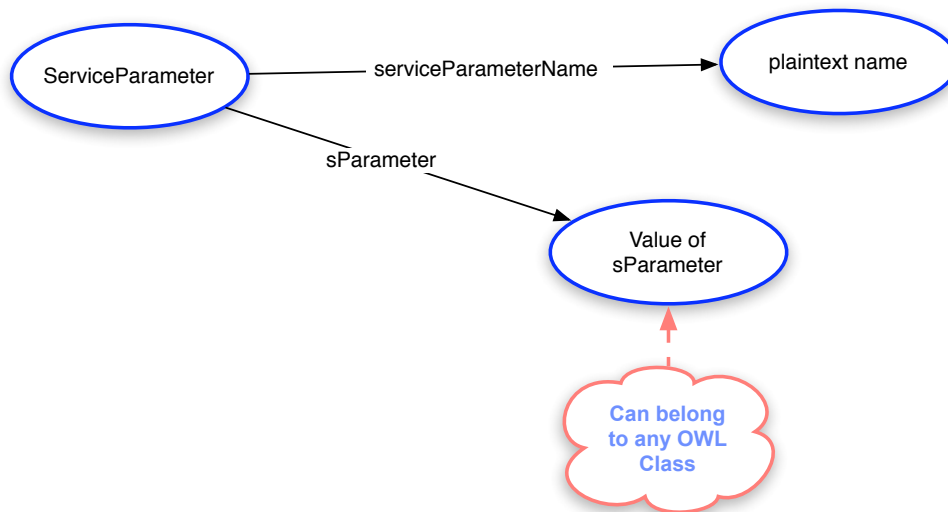 ServiceParameter
serviceParameterName
plaintext name
sParameter
Value of
sParameter
Can belong
to any OWL
Class